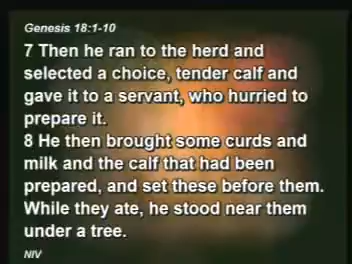 Genesis 18:1-10
7 Then he ran to the herd and
selected a choice, tender calf and
gave it to a servant, who hurried to
prepare it.
8 He then brought some curds and
milk and the calf that had been
prepared, and set these before them.
While they ate, he stood near them
under a tree.
NIV